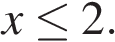 x ≤ 2.